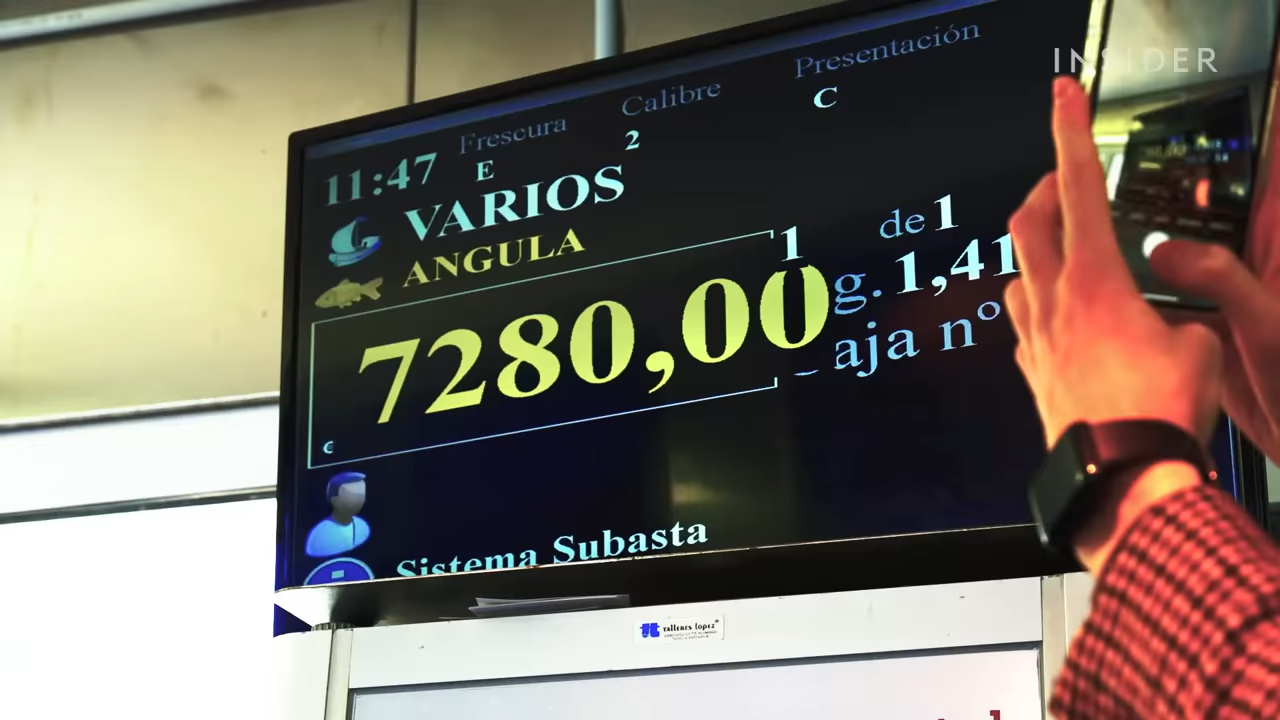 INSIDER
Frescura Calibre Presentación
11:47 E 2 C
VARIOS
ANGULA
1 de 1
7280,00
g. 1,41
aja nº
€
Sistema Subasta
talleres lopez